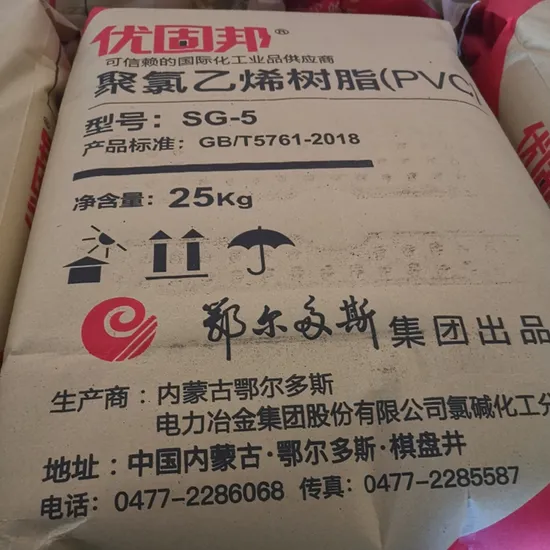 优固邦®
可信赖的国际化工业品供应商
聚氯乙烯树脂(PVC)
型号：SG-5
产品标准：GB/T5761-2018
净含量：25Kg
鄂尔多斯集团出品
生产商：内蒙古鄂尔多斯
电力冶金集团股份有限公司氯碱化工分
地址：中国内蒙古·鄂尔多斯·棋盘井
电话：0477-2286068 传真：0477-2285587
优固邦